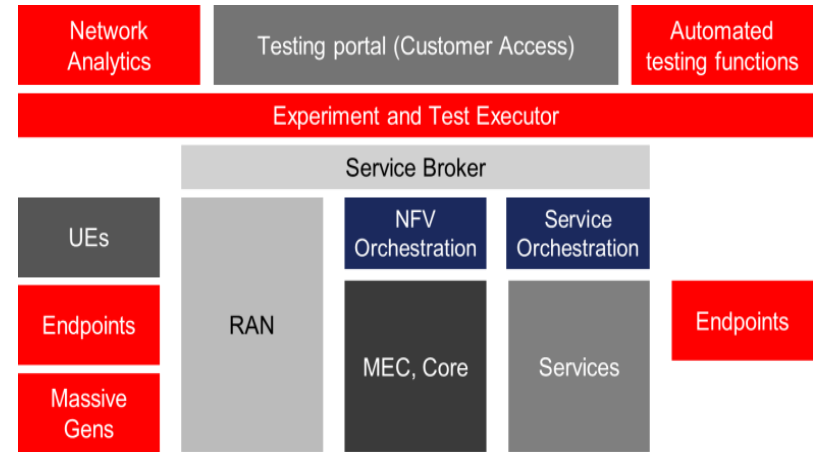 Network
Analytics
Testing portal (Customer Access)
Automated
testing functions
Experiment and Test Executor
Service Broker
UEs
NFV
Orchestration
Service
Orchestration
Endpoints
RAN
MEC, Core
Services
Endpoints
Massive
Gens